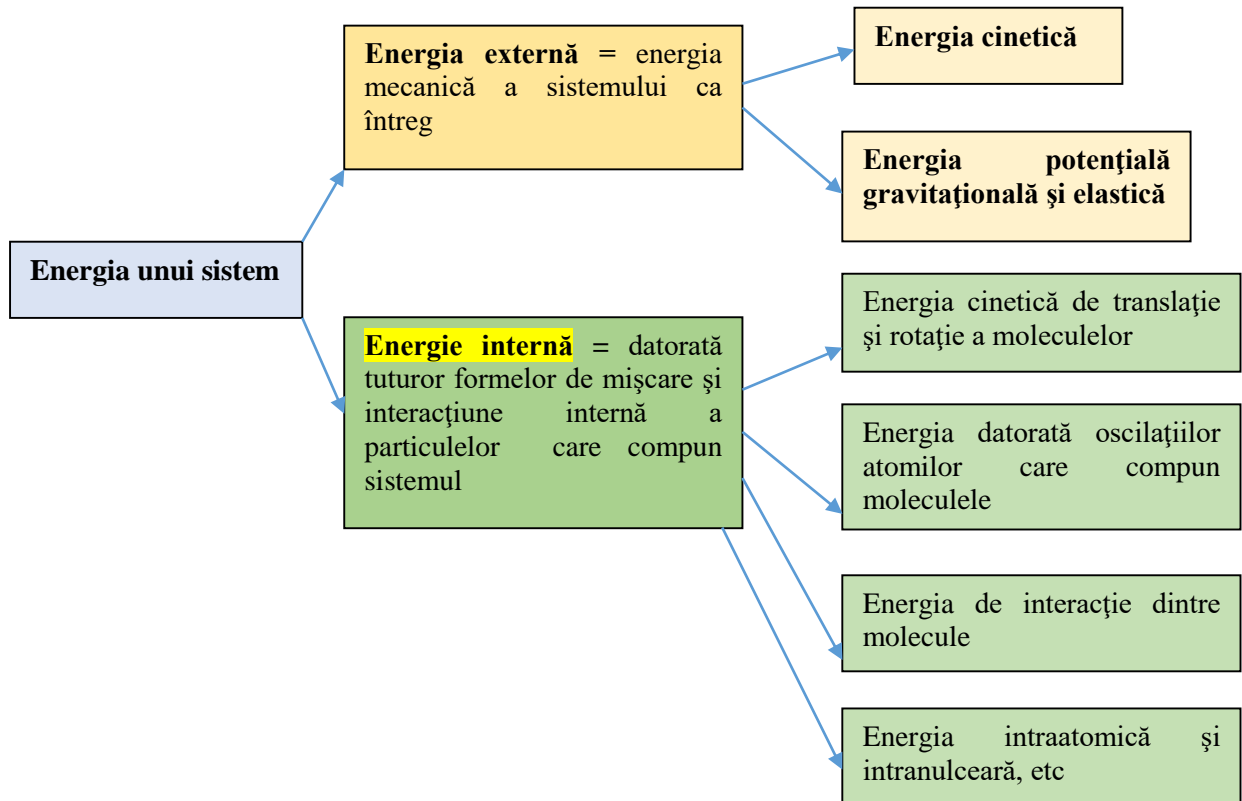 Energia externă = energia
mecanică a sistemului ca
întreg
Energia cinetică
Energia potenţială
gravitaţională şi elastică
Energia unui sistem
Energie internă = datorată
tuturor formelor de mişcare şi
interacţiune internă a
particulelor care compun
sistemul
Energia cinetică de translaţie
şi rotaţie a moleculelor
Energia datorată oscilaţiilor
atomilor care compun
moleculele
Energia de interacţie dintre
molecule
Energia intraatomică şi
intranulceară, etc